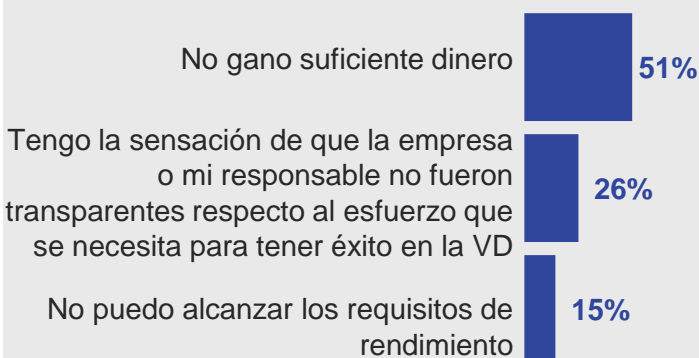 No gano suficiente dinero
51%
Tengo la sensación de que la empresa
o mi responsable no fueron
transparentes respecto al esfuerzo que
se necesita para tener éxito en la VD
26%
No puedo alcanzar los requisitos de
rendimiento
15%